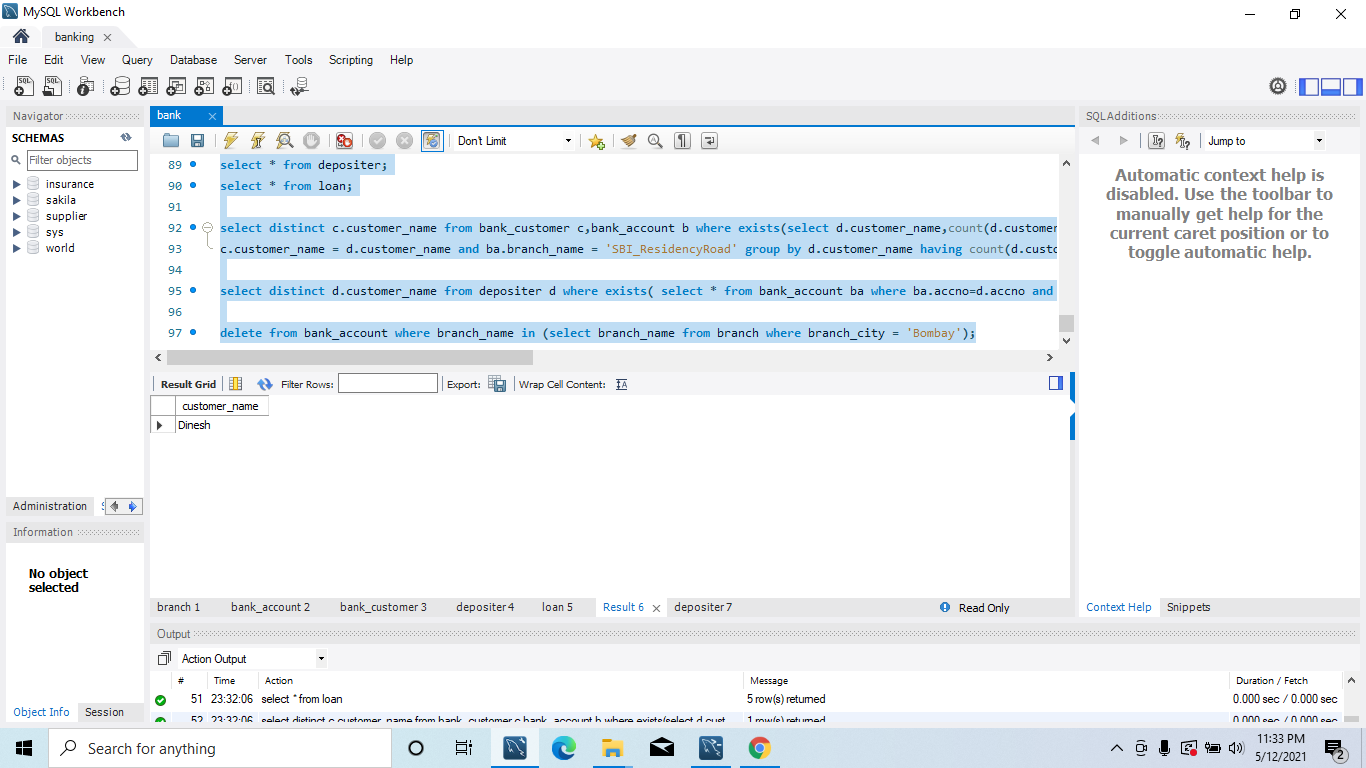 MySQL Workbench
banking
File Edit View Query Database Server Tools Scripting Help
Navigator
SCHEMAS
Filter objects
insurance
sakila
supplier
sys
world
Administration
Information
No object
selected
Object Info Session
bank
Don't Limit
89 select * from depositer;
90 select * from loan;
91
92 select distinct c.customer_name from bank_customer c,bank_account b where exists(select d.customer_name,count(d.customer
93 c.customer_name = d.customer_name and ba.branch_name = 'SBI_ResidencyRoad' group by d.customer_name having count(d.custo
94
95 select distinct d.customer_name from depositer d where exists( select * from bank_account ba where ba.accno=d.accno and
96
97 delete from bank_account where branch_name in (select branch_name from branch where branch_city = 'Bombay');
Result Grid Filter Rows: Export: Wrap Cell Content:
customer_name
Dinesh
branch 1 bank_account 2 bank_customer 3 depositer 4 loan 5 Result 6 depositer 7 Read Only
Output
Action Output
# Time Action Message Duration / Fetch
51 23:32:06 select * from loan 5 row(s) returned 0.000 sec / 0.000 sec
52 23:32:06 select distinct c.customer_name from bank_customer c,bank_account b where exists(select d.cust... 1 row(s) returned 0.000 sec / 0.000 sec
SQLAdditions
Jump to
Automatic context help is
disabled. Use the toolbar to
manually get help for the
current caret position or to
toggle automatic help.
Context Help Snippets
Search for anything
11:33 PM
5/12/2021
2